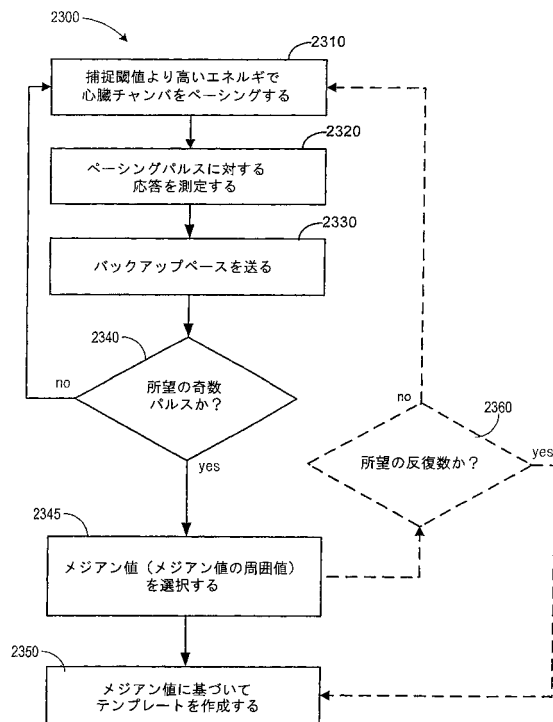 2300
2310
捕捉閾値より高いエネルギで
心臓チャンバをペーシングする
2320
ペーシングパルスに対する
応答を測定する
2330
バックアップペースを送る
2340
no
所望の奇数
パルスか？
yes
no
2360
所望の反復数か？
yes
2345
メジアン値（メジアン値の周囲値）
を選択する
2350
メジアン値に基づいて
テンプレートを作成する